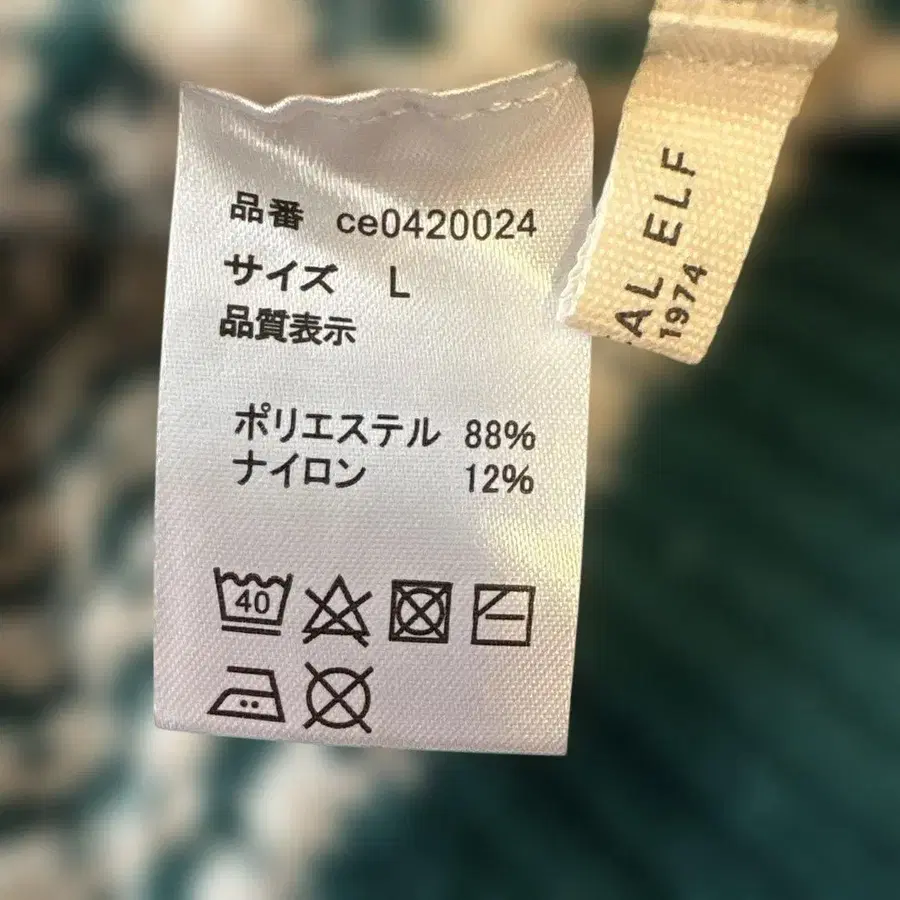 品番 ce0420024
サイズ L
品質表示
ポリエステル 88%
ナイロン 12%
40
AL ELF
1974